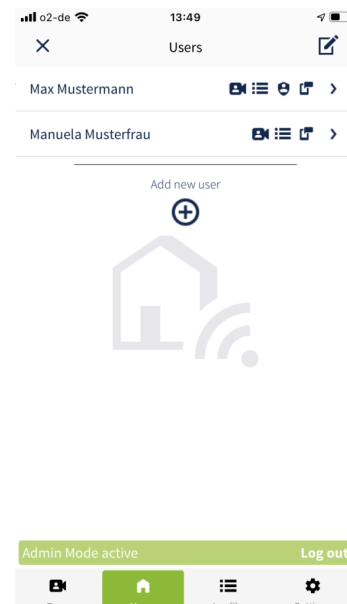 o2-de 13:49
Users
Max Mustermann
Manuela Musterfrau
Add new user
Admin Mode active Log out